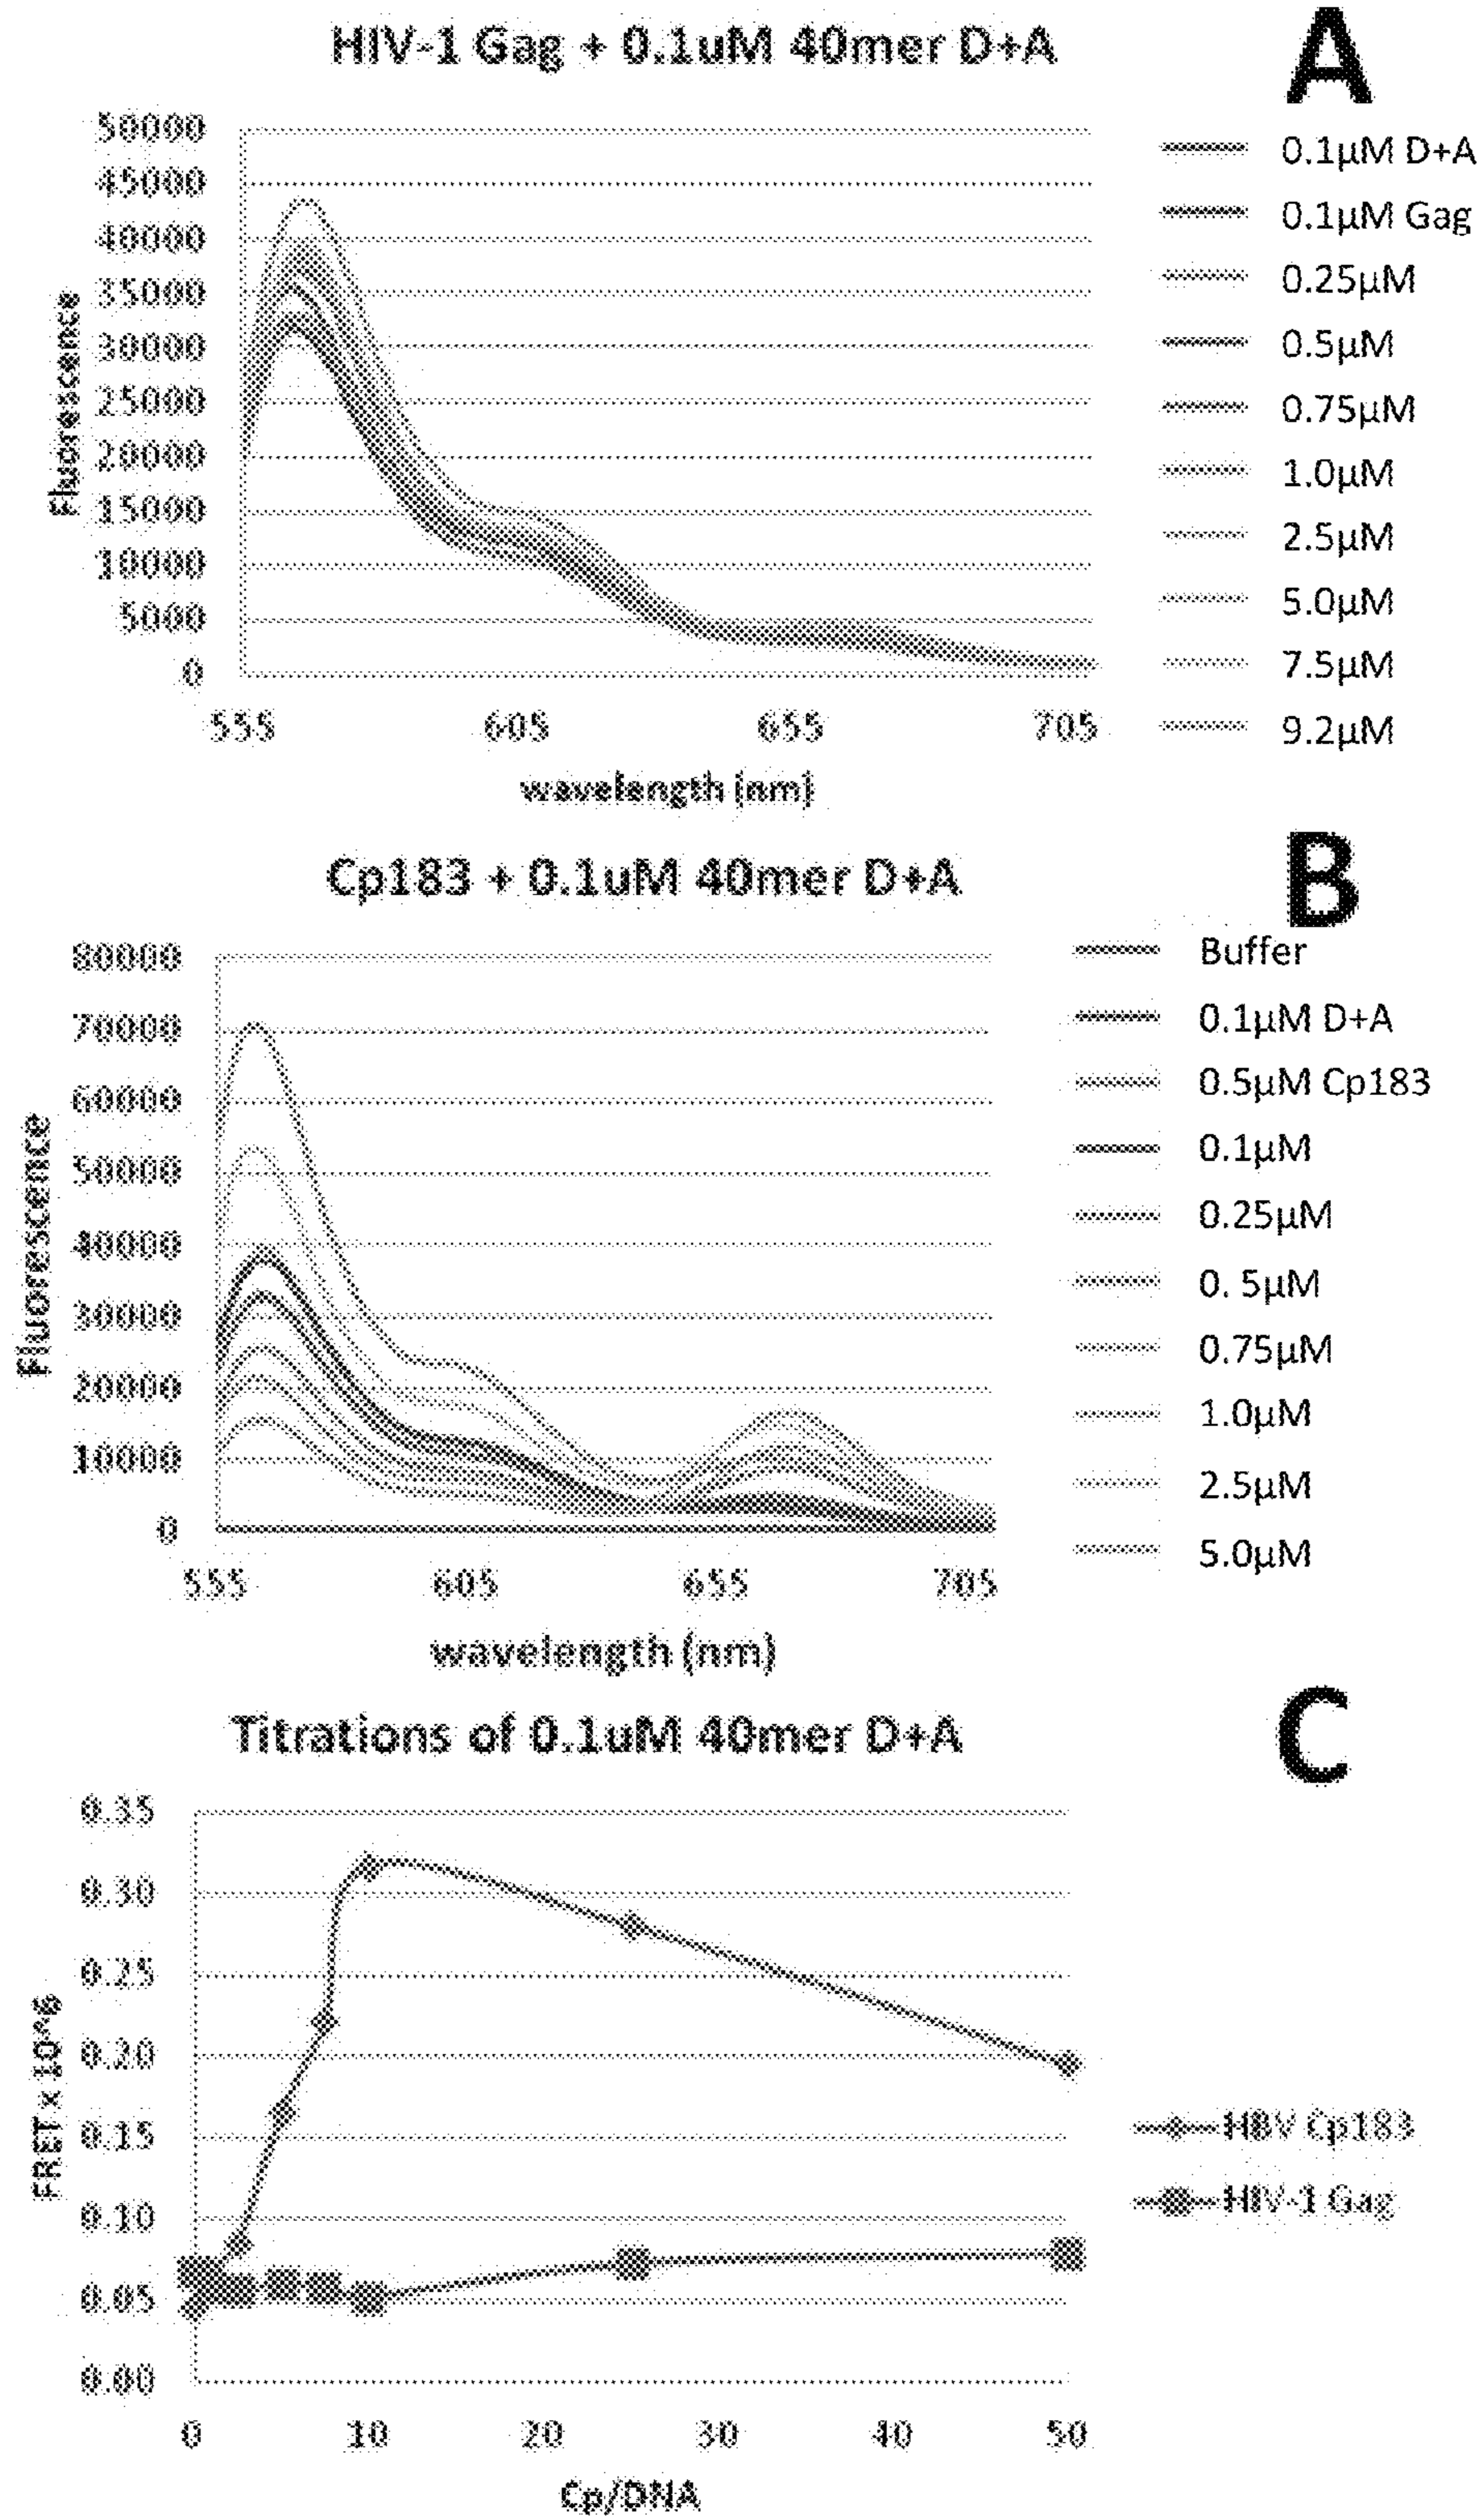 HIV-1 Gag + 0.1uM 40mer D+A
A
50000
45000
40000
35000
30000
25000
20000
15000
10000
5000
0
Fluorescence
555 605 655 705
wavelength (nm)
0.1µM D+A
0.1µM Gag
0.25µM
0.5µM
0.75µM
1.0µM
2.5µM
5.0µM
7.5µM
9.2µM
Cp183 + 0.1uM 40mer D+A
B
80000
70000
60000
50000
40000
30000
20000
10000
0
Fluorescence
555 605 655 705
wavelength (nm)
Buffer
0.1µM D+A
0.5µM Cp183
0.1µM
0.25µM
0. 5µM
0.75µM
1.0µM
2.5µM
5.0µM
Titrations of 0.1uM 40mer D+A
C
0.35
0.30
0.25
0.20
0.15
0.10
0.05
0.00
FRET x 10^6
0 10 20 30 40 50
Cp/DNA
HBV Cp183
HIV-1 Gag